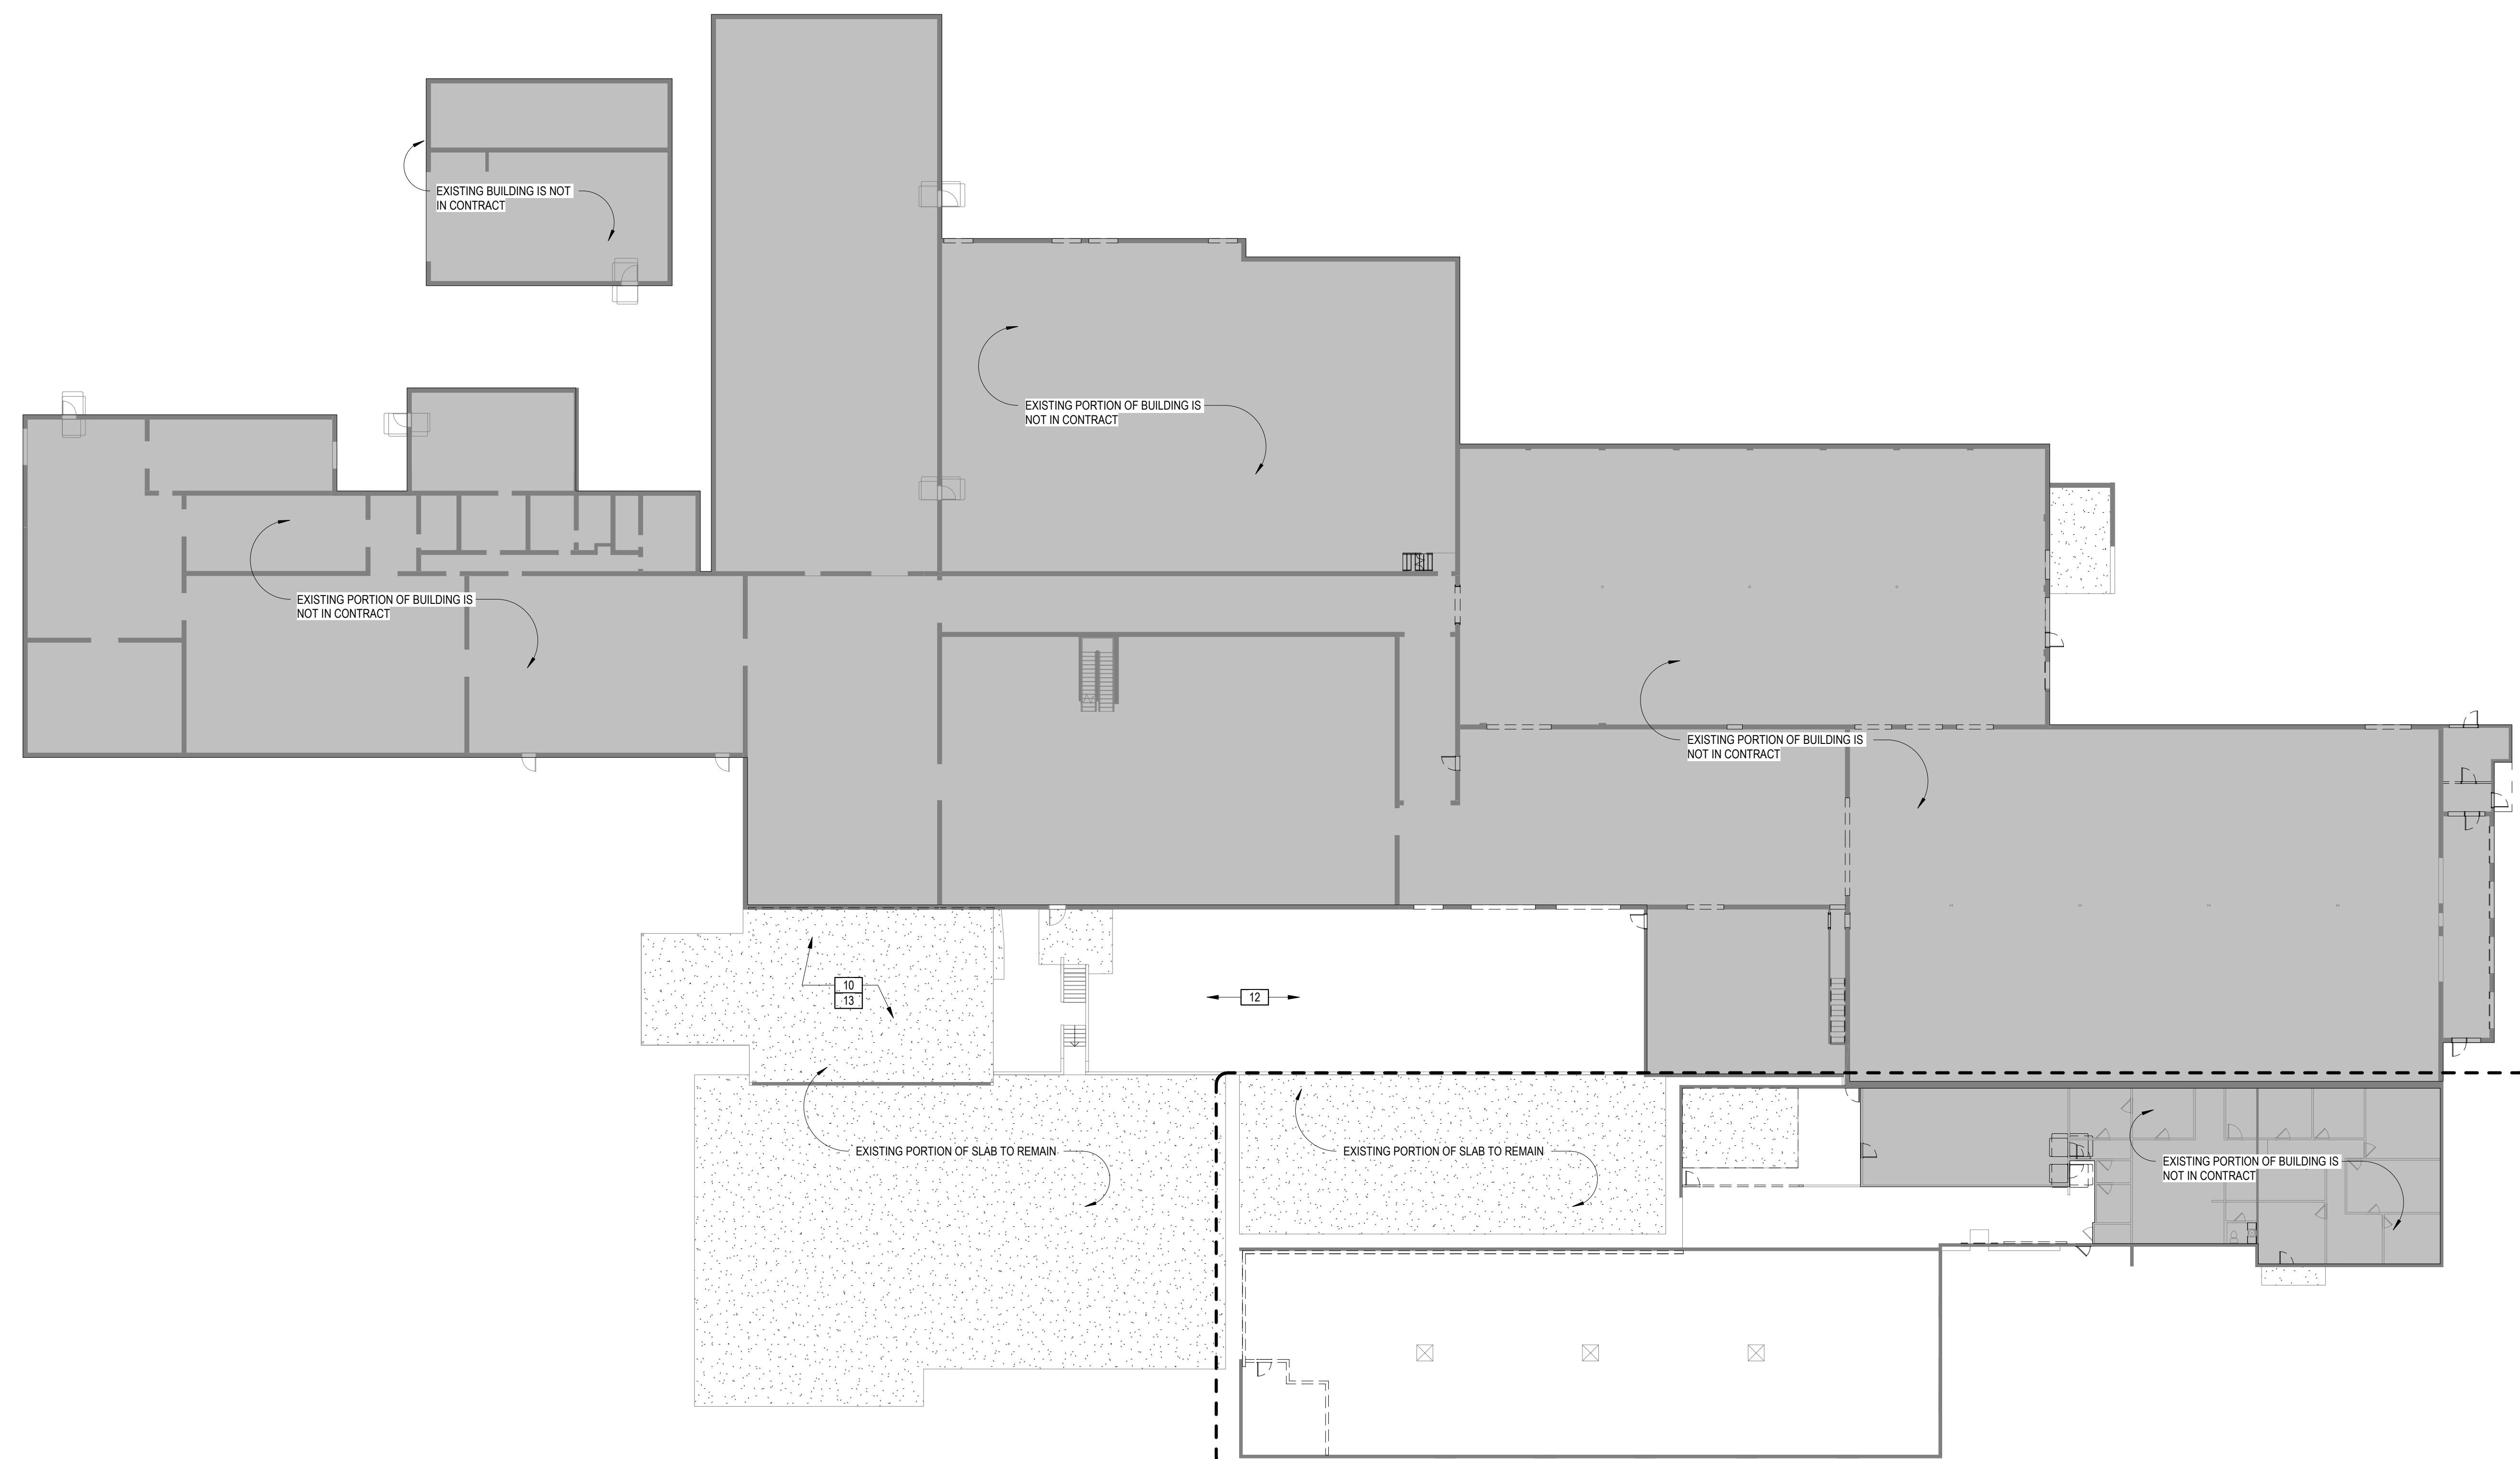 EXISTING BUILDING IS NOT
IN CONTRACT
EXISTING PORTION OF BUILDING IS
NOT IN CONTRACT
EXISTING PORTION OF BUILDING IS
NOT IN CONTRACT
EXISTING PORTION OF BUILDING IS
NOT IN CONTRACT
10
13
12
EXISTING PORTION OF SLAB TO REMAIN
EXISTING PORTION OF SLAB TO REMAIN
EXISTING PORTION OF BUILDING IS
NOT IN CONTRACT